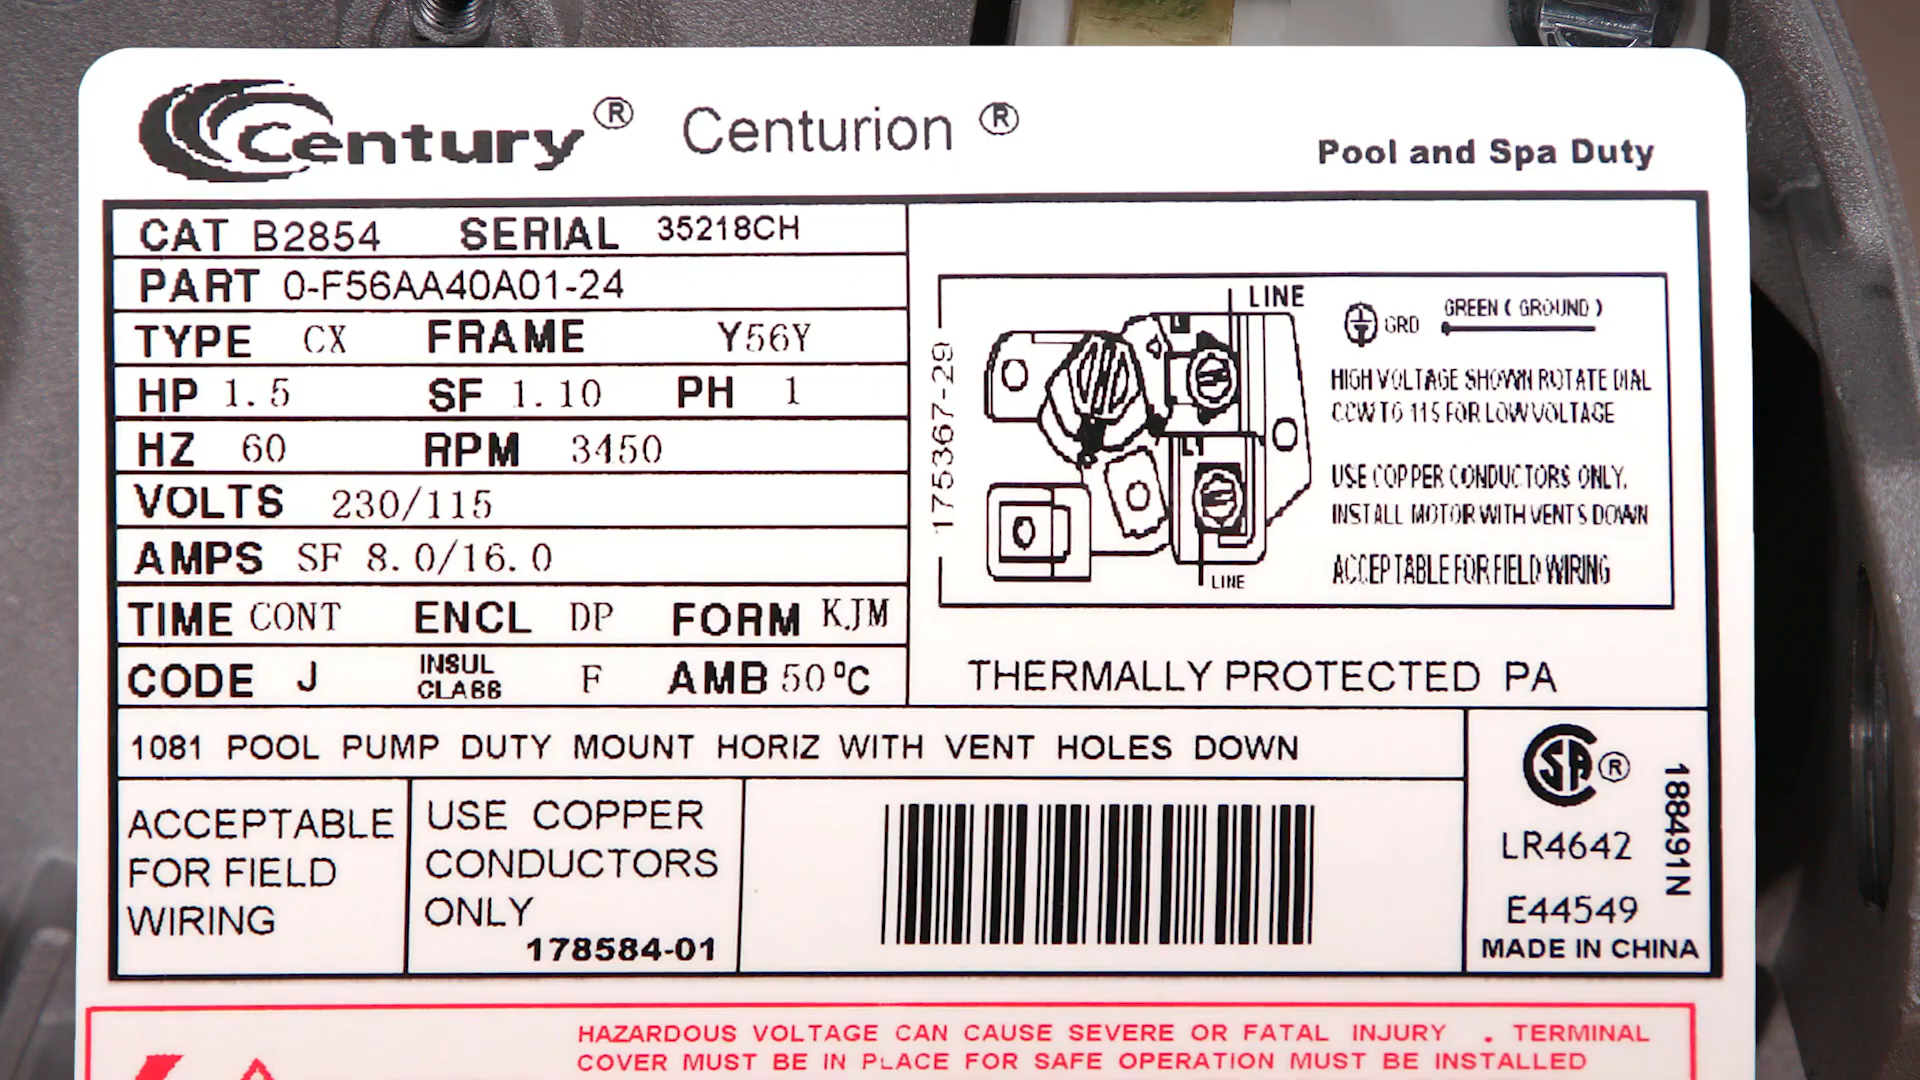 Century® Centurion®
Pool and Spa Duty
CAT B2854 SERIAL 35218CH
PART 0-F56AA40A01-24
TYPE CX FRAME Y56Y
HP 1.5 SF 1.10 PH 1
HZ 60 RPM 3450
VOLTS 230/115
AMPS SF 8.0/16.0
TIME CONT ENCL DP FORM KJM
CODE J INSUL CLASS F AMB 50°C
175367-29
LINE
L1
LINE
GRD GREEN ( GROUND )
HIGH VOLTAGE SHOWN ROTATE DIAL
CCW TO 115 FOR LOW VOLTAGE
USE COPPER CONDUCTORS ONLY.
INSTALL MOTOR WITH VENTS DOWN
ACCEPTABLE FOR FIELD WIRING
THERMALLY PROTECTED PA
1081 POOL PUMP DUTY MOUNT HORIZ WITH VENT HOLES DOWN
ACCEPTABLE
FOR FIELD
WIRING
USE COPPER
CONDUCTORS
ONLY
178584-01
SA®
LR4642
E44549
MADE IN CHINA
188491N
HAZARDOUS VOLTAGE CAN CAUSE SEVERE OR FATAL INJURY . TERMINAL
COVER MUST BE IN PLACE FOR SAFE OPERATION MUST BE INSTALLED